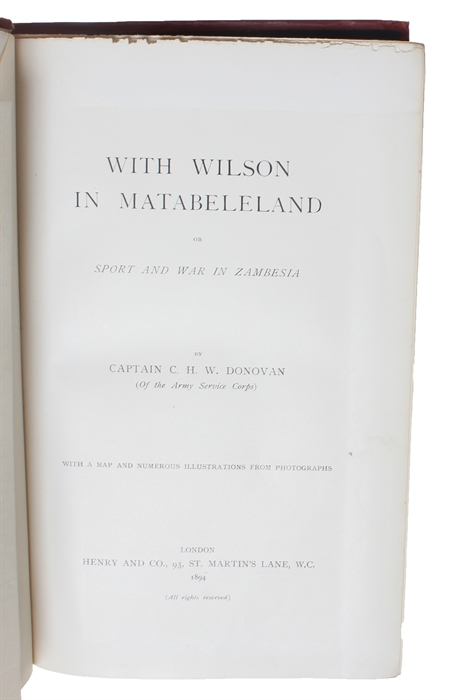 WITH WILSON
IN MATABELELAND
OR
SPORT AND WAR IN ZAMBESIA
BY
CAPTAIN C. H. W. DONOVAN
(Of the Army Service Corps)
WITH A MAP AND NUMEROUS ILLUSTRATIONS FROM PHOTOGRAPHS
LONDON
HENRY AND CO., 93, ST. MARTIN'S LANE, W.C.
1894
(All rights reserved)